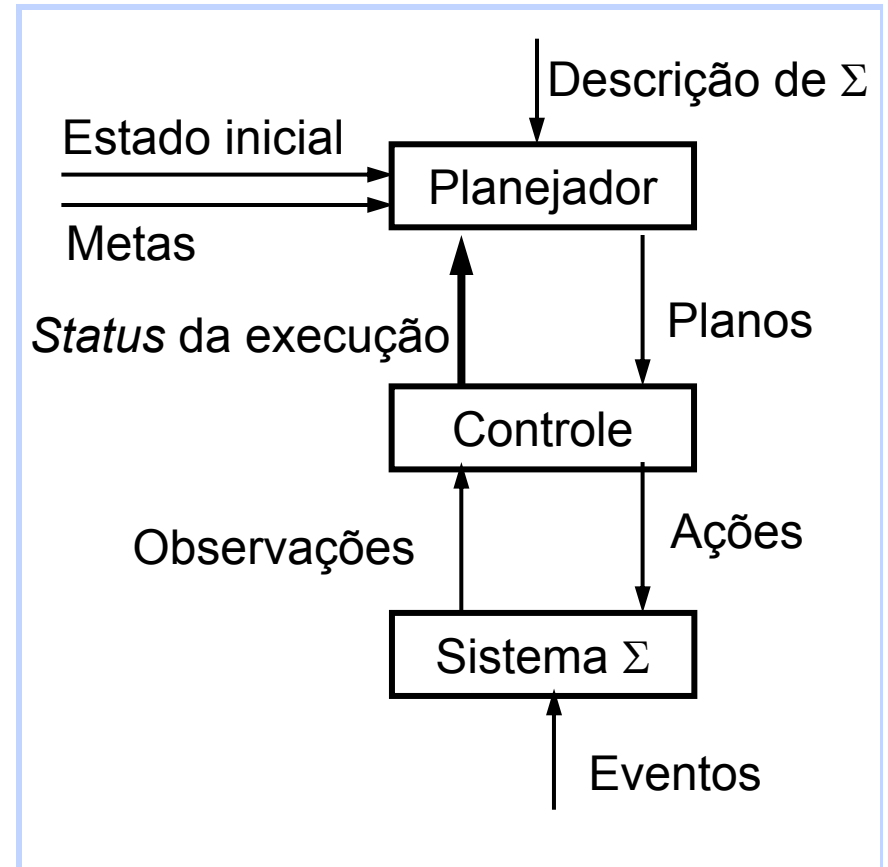 Descrição de Σ
Estado inicial
Planejador
Metas
Status da execução
Planos
Controle
Observações
Ações
Sistema Σ
Eventos